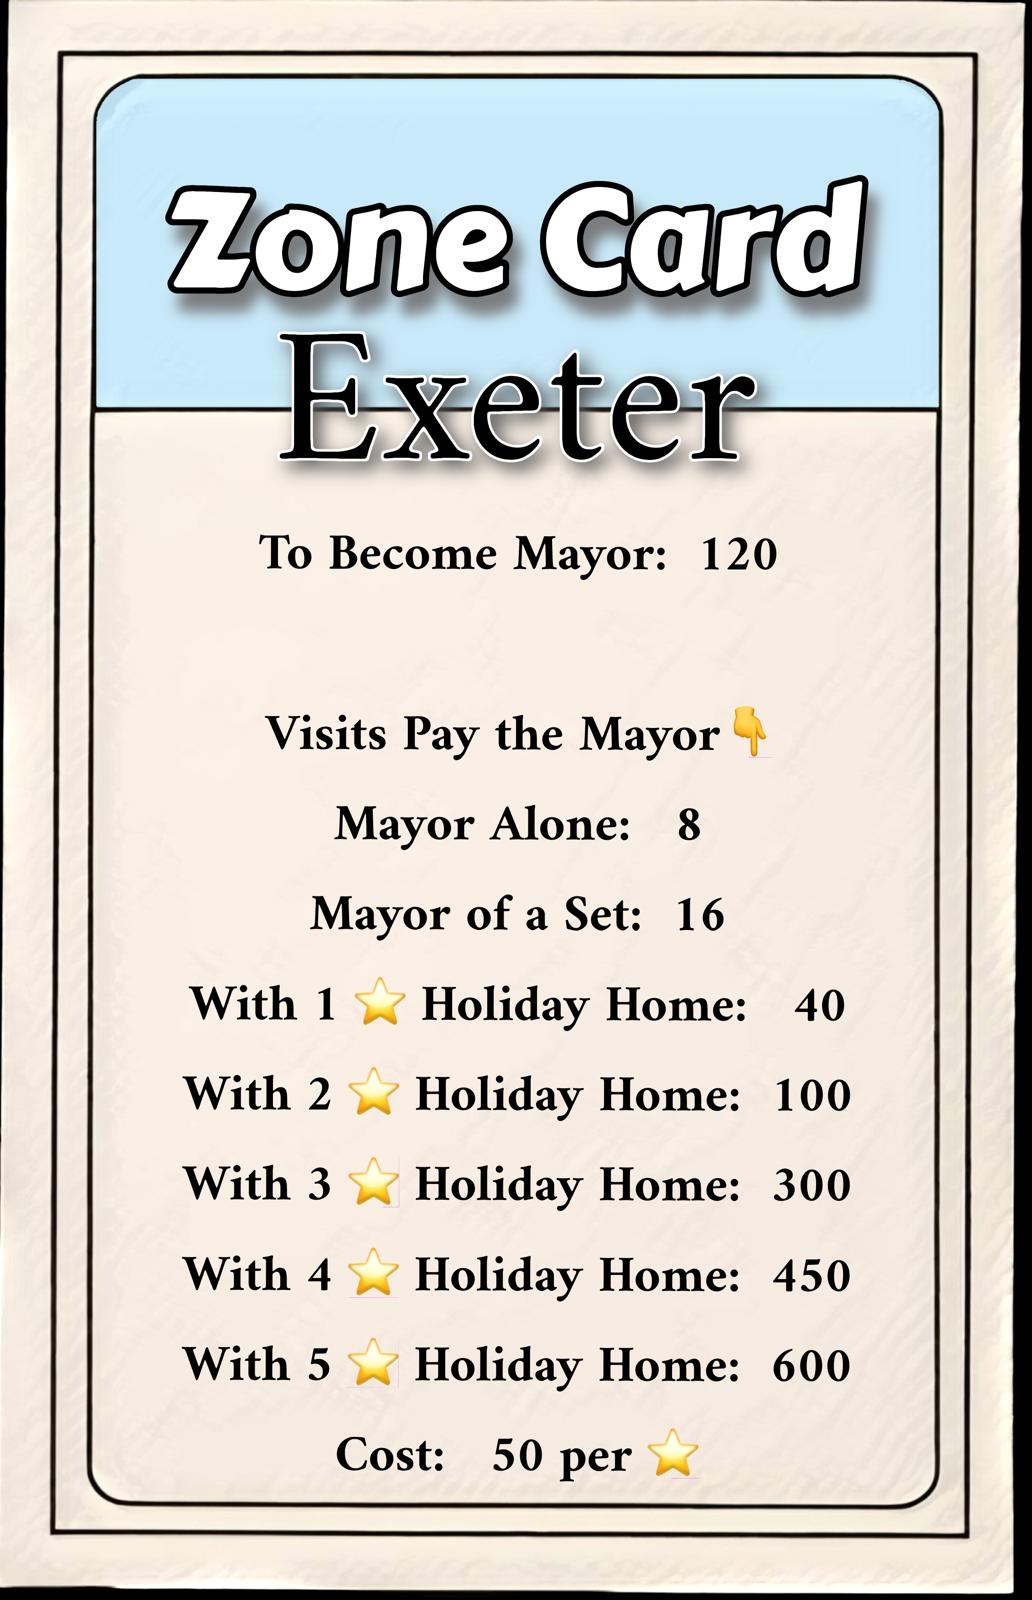 Zone Card
Exeter
To Become Mayor: 120
Visits Pay the Mayor👇
Mayor Alone: 8
Mayor of a Set: 16
With 1 ⭐ Holiday Home: 40
With 2 ⭐ Holiday Home: 100
With 3 ⭐ Holiday Home: 300
With 4 ⭐ Holiday Home: 450
With 5 ⭐ Holiday Home: 600
Cost: 50 per ⭐